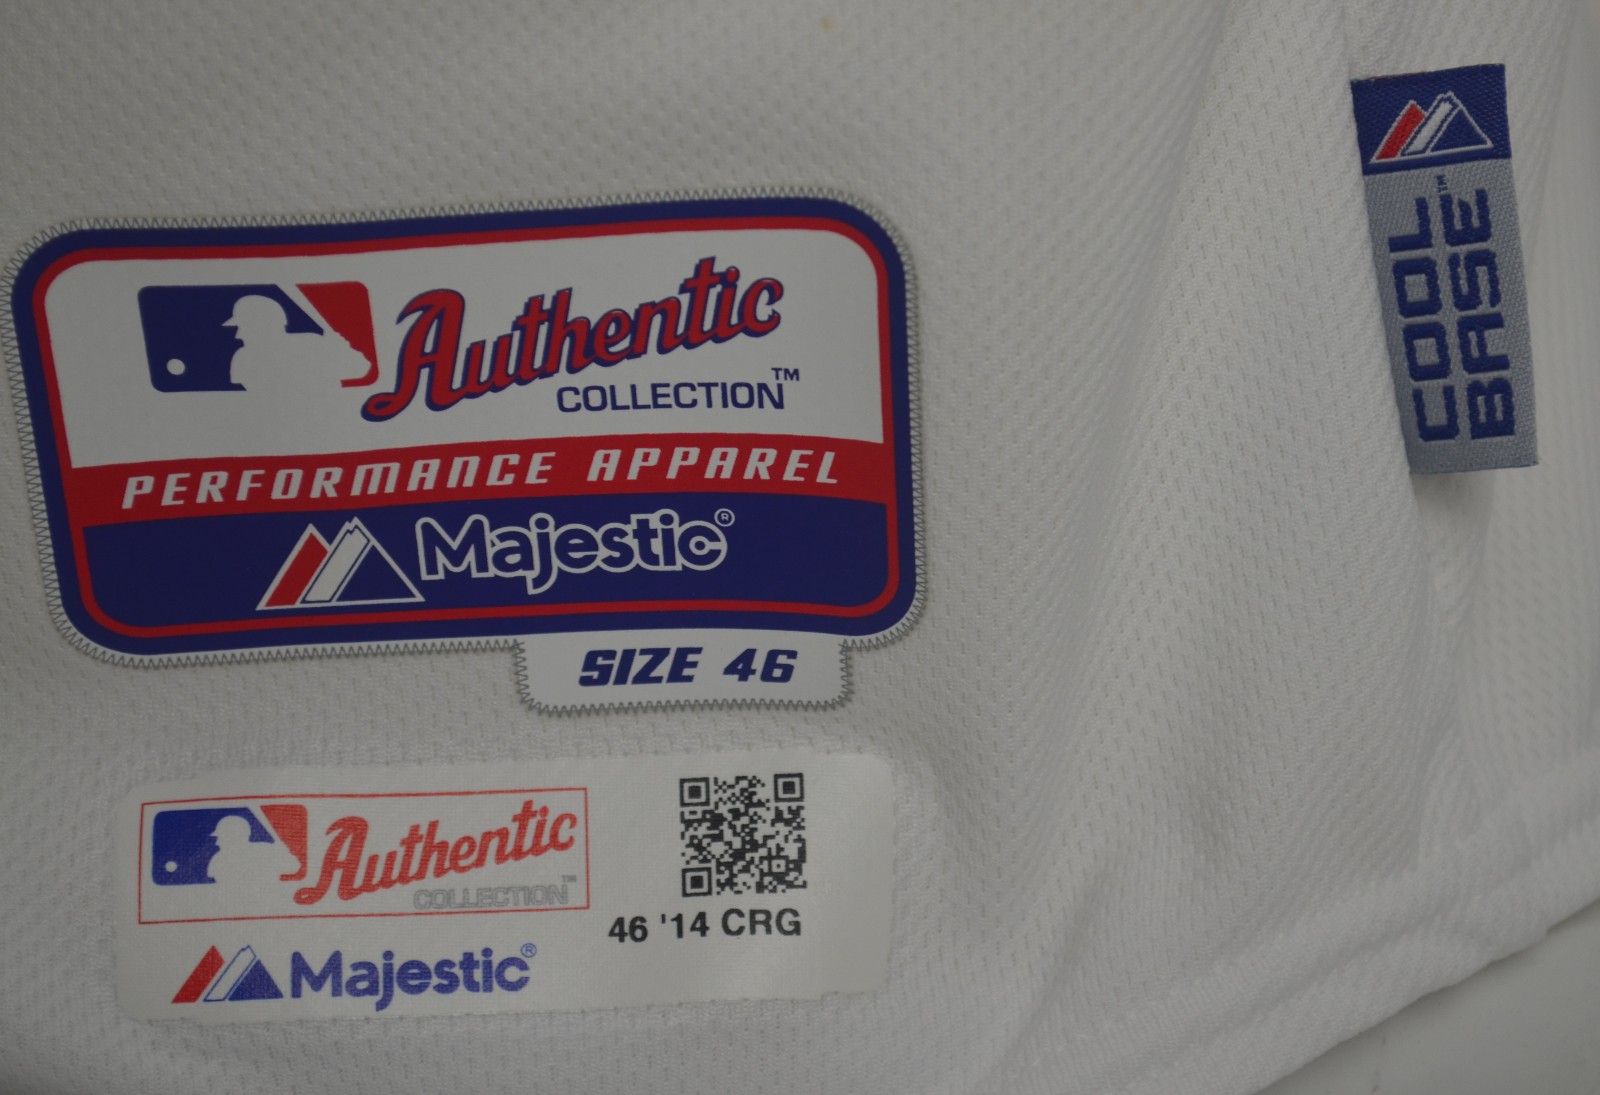 Authentic
COLLECTION™
PERFORMANCE APPAREL
Majestic®
SIZE 46
COOL
BASE™
Authentic
COLLECTION™
Majestic®
46 '14 CRG